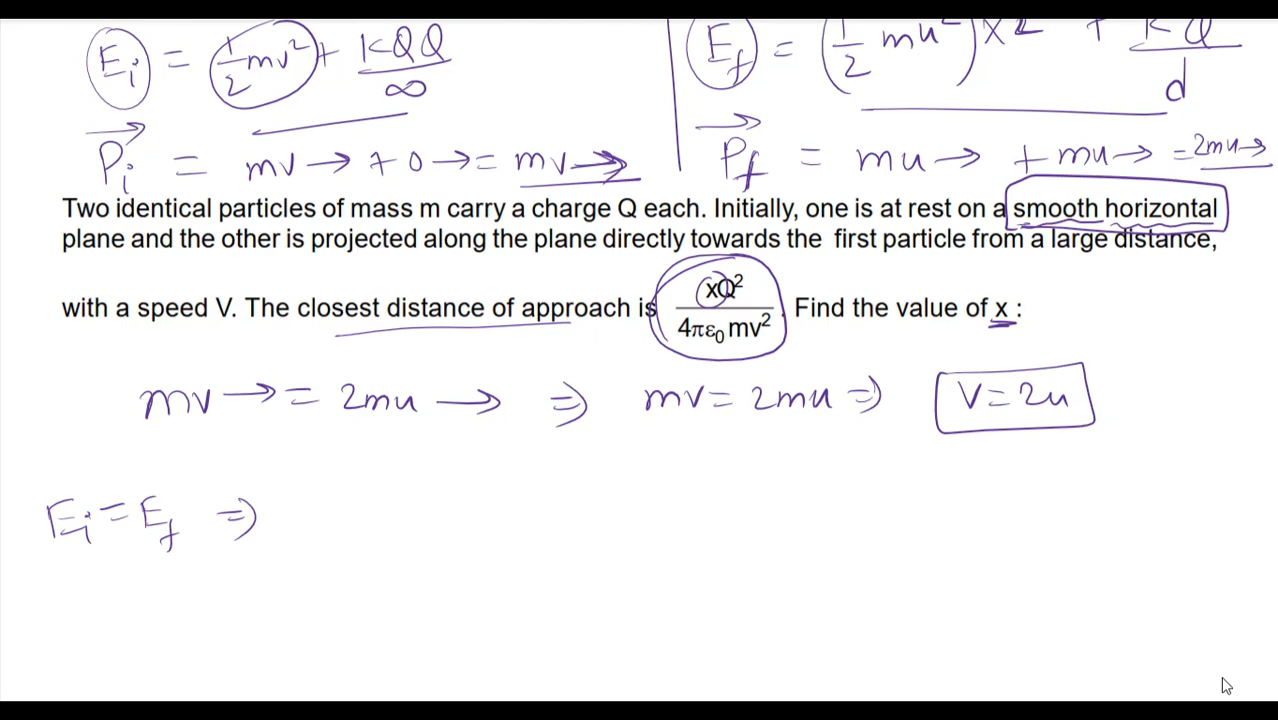 Ei = 1/2 mv² + kQQ/∞
Ef = (1/2 mu²) × 2 + kQ/d
Pi = mv → + 0 → = mv →
Pf = mu → + mu → = 2mu →
Two identical particles of mass m carry a charge Q each. Initially, one is at rest on a smooth horizontal
plane and the other is projected along the plane directly towards the first particle from a large distance,
with a speed V. The closest distance of approach is xQ²/4πε₀mv² . Find the value of x :
mv → = 2mu → ⇒ mv = 2mu ⇒ V = 2u
Ei = Ef ⇒